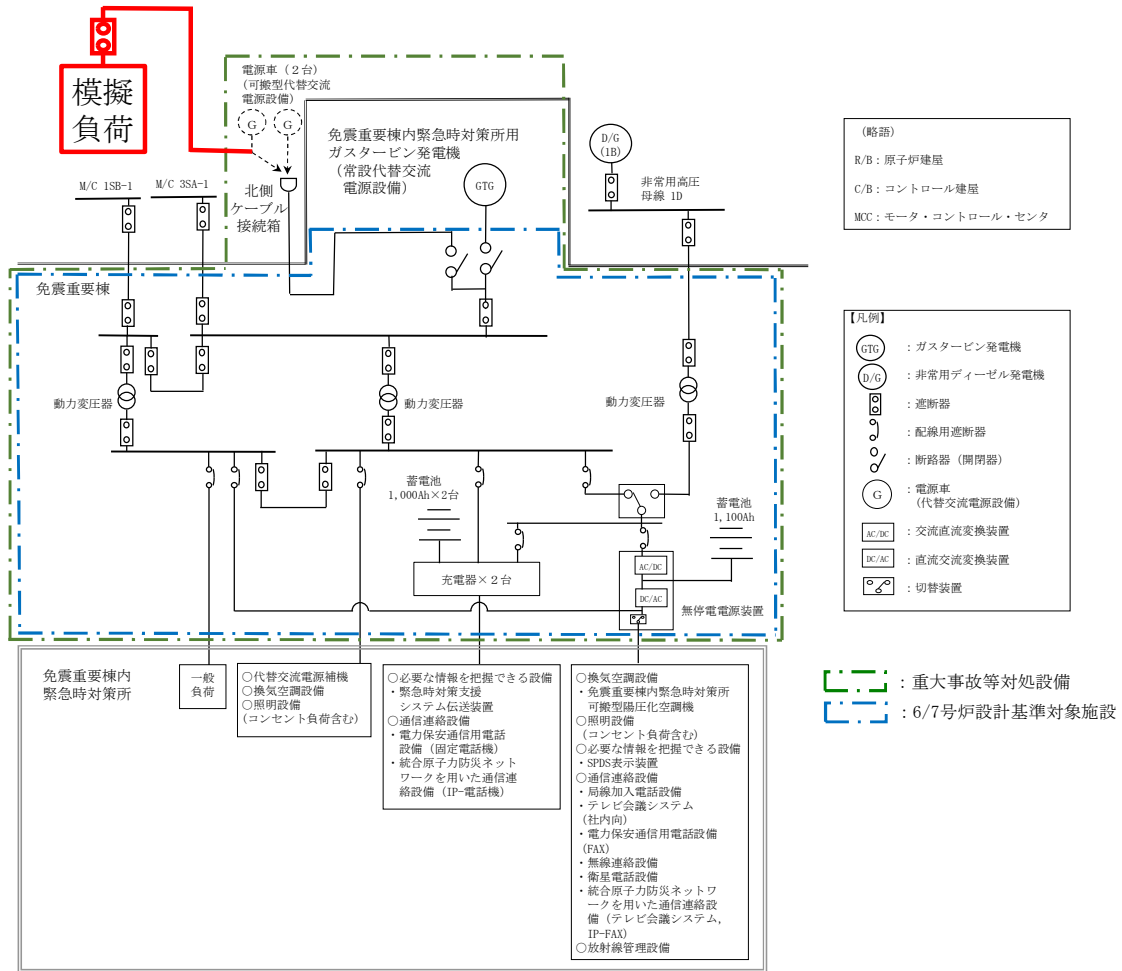 模擬
負荷
電源車（２台）
(可搬型代替交流
電源設備)
G
G
北側
ケーブル
接続箱
免震重要棟内緊急時対策所用
ガスタービン発電機
（常設代替交流
電源設備）
GTG
D/G
(1B)
非常用高圧
母線 1D
M/C 1SB-1
M/C 3SA-1
免震重要棟
動力変圧器
動力変圧器
動力変圧器
蓄電池
1,000Ah×2台
蓄電池
1,100Ah
充電器×２台
AC/DC
DC/AC
無停電電源装置
免震重要棟内
緊急時対策所
一般
負荷
○代替交流電源補機
○換気空調設備
○照明設備
(コンセント負荷含む)
○必要な情報を把握できる設備
・緊急時対策支援
システム伝送装置
○通信連絡設備
・電力保安通信用電話
設備（固定電話機）
・統合原子力防災ネット
ワークを用いた通信連
絡設備（IP-電話機）
○換気空調設備
・免震重要棟内緊急時対策所
可搬型陽圧化空調機
○照明設備
(コンセント負荷含む)
○必要な情報を把握できる設備
・SPDS表示装置
○通信連絡設備
・局線加入電話設備
・テレビ会議システム
(社内向)
・電力保安通信用電話設備
(FAX)
・無線連絡設備
・衛星電話設備
・統合原子力防災ネットワ
ークを用いた通信連絡設
備（テレビ会議システム,
IP-FAX）
○放射線管理設備
（略語）
R/B：原子炉建屋
C/B：コントロール建屋
MCC：モータ・コントロール・センタ
【凡例】
GTG ：ガスタービン発電機
D/G ：非常用ディーゼル発電機
：遮断器
：配線用遮断器
：断路器（開閉器）
G ：電源車
(代替交流電源設備)
AC/DC ：交流直流変換装置
DC/AC ：直流交流変換装置
：切替装置
：重大事故等対処設備
：6/7号炉設計基準対象施設